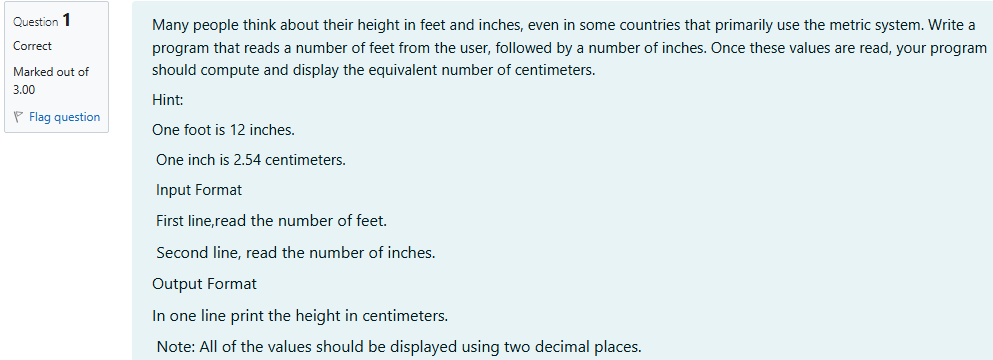 Question 1
Correct
Marked out of
3.00
Flag question
Many people think about their height in feet and inches, even in some countries that primarily use the metric system. Write a
program that reads a number of feet from the user, followed by a number of inches. Once these values are read, your program
should compute and display the equivalent number of centimeters.
Hint:
One foot is 12 inches.
One inch is 2.54 centimeters.
Input Format
First line,read the number of feet.
Second line, read the number of inches.
Output Format
In one line print the height in centimeters.
Note: All of the values should be displayed using two decimal places.